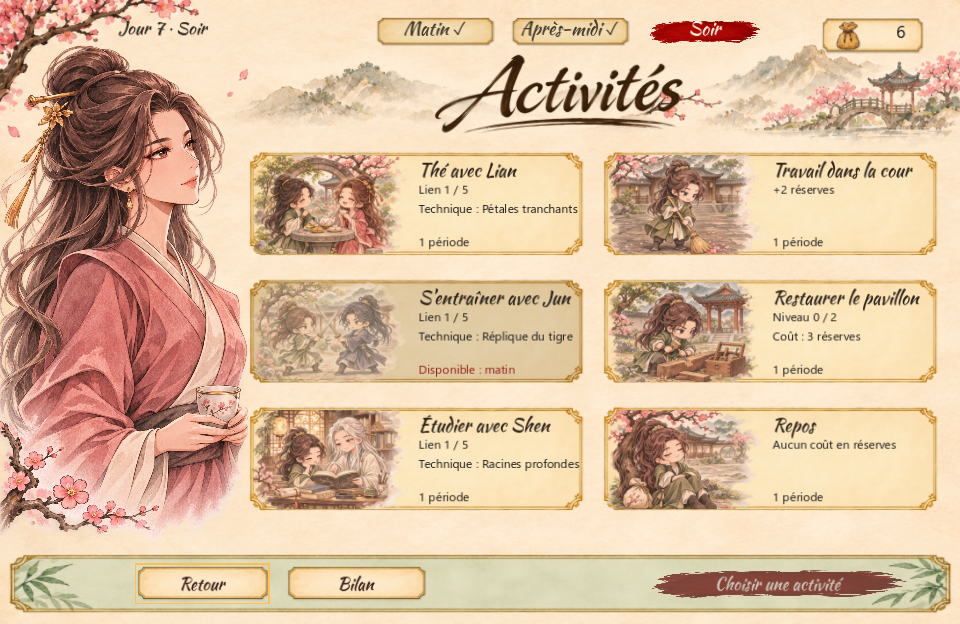 Jour 7 · Soir
Matin ✓
Après-midi ✓
Soir
6
Activités
Thé avec Lian
Lien 1 / 5
Technique : Pétales tranchants
1 période
Travail dans la cour
+2 réserves
1 période
S'entraîner avec Jun
Lien 1 / 5
Technique : Réplique du tigre
Disponible : matin
Restaurer le pavillon
Niveau 0 / 2
Coût : 3 réserves
1 période
Étudier avec Shen
Lien 1 / 5
Technique : Racines profondes
1 période
Repos
Aucun coût en réserves
1 période
Retour
Bilan
Choisir une activité